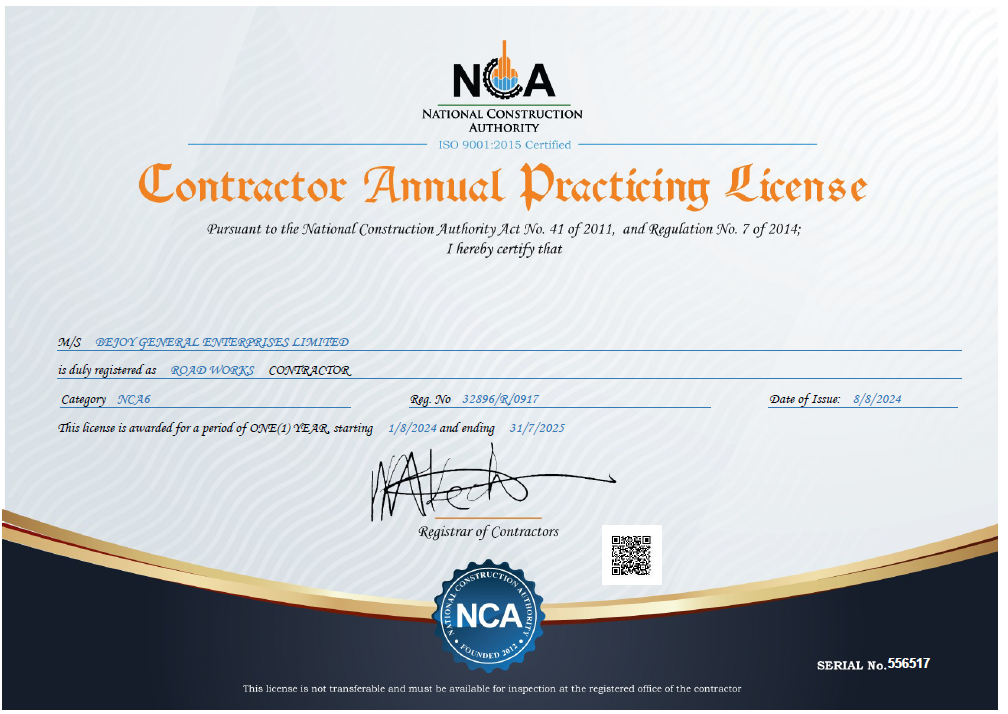 NCA
NATIONAL CONSTRUCTION
AUTHORITY
ISO 9001:2015 Certified
Contractor Annual Practicing License
Pursuant to the National Construction Authority Act No. 41 of 2011, and Regulation No. 7 of 2014;
I hereby certify that
M/S BEJOY GENERAL ENTERPRISES LIMITED
is duly registered as ROAD WORKS CONTRACTOR
Category NCA6 Reg. No 32896/R/0917 Date of Issue: 8/8/2024
This license is awarded for a period of ONE(1) YEAR, starting 1/8/2024 and ending 31/7/2025
Registrar of Contractors
NATIONAL CONSTRUCTION AUTHORITY
NCA
FOUNDED 2012
SERIAL No. 556517
This license is not transferable and must be available for inspection at the registered office of the contractor